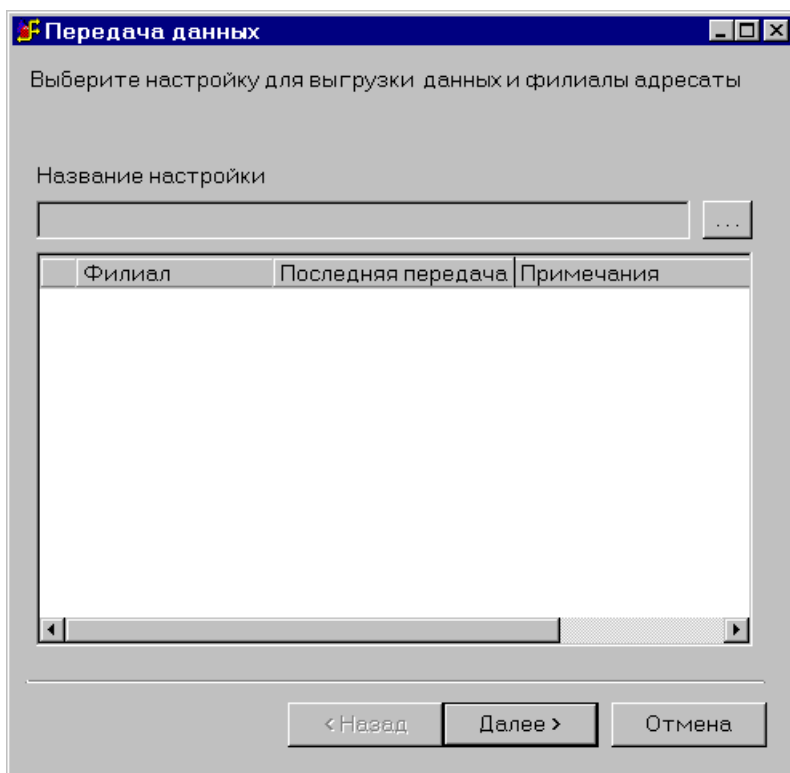 Передача данных
Выберите настройку для выгрузки данных и филиалы адресаты
Название настройки
...
Филиал Последняя передача Примечания
< Назад Далее > Отмена